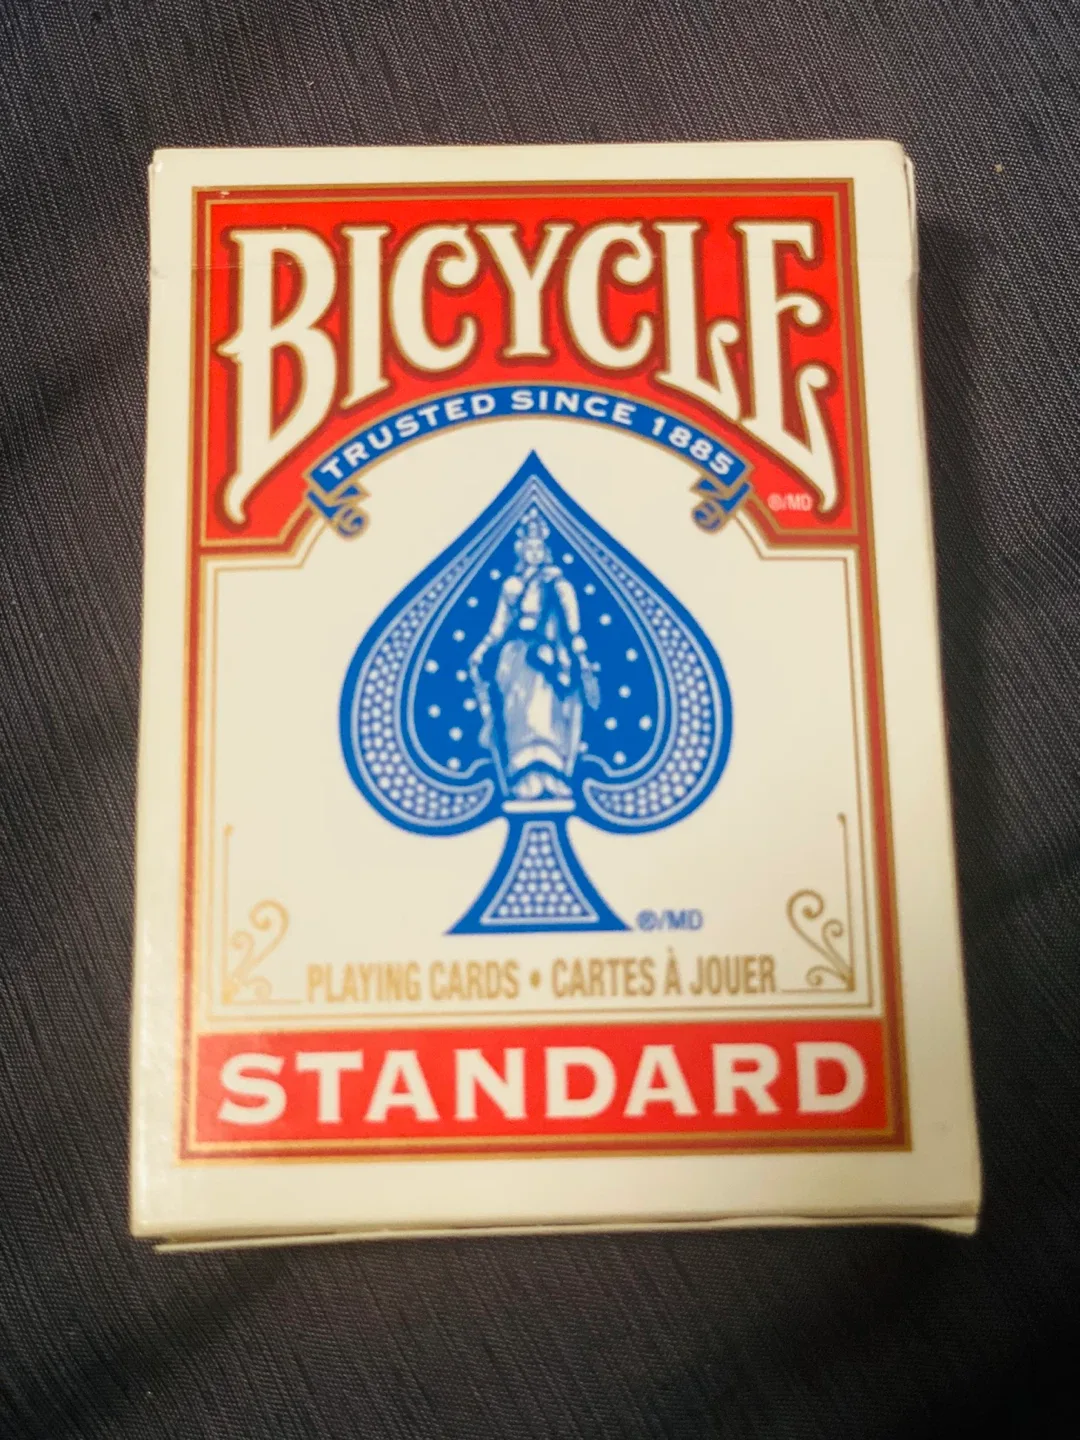 BICYCLE
TRUSTED SINCE 1885
®/MD
®/MD
PLAYING CARDS • CARTES À JOUER
STANDARD